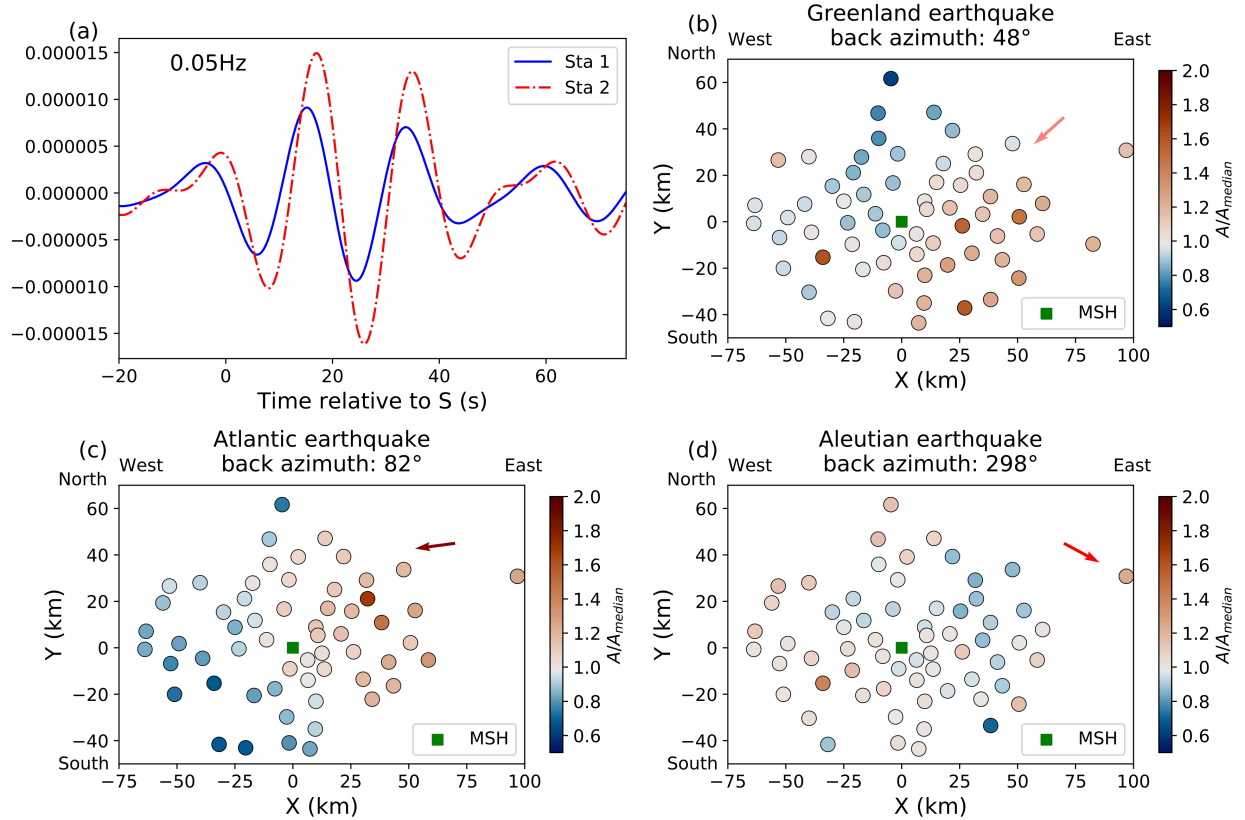 (a)
0.05Hz
Sta 1
Sta 2
0.000015
0.000010
0.000005
0.000000
−0.000005
−0.000010
−0.000015
−20 0 20 40 60
Time relative to S (s)
(b)
Greenland earthquake
back azimuth: 48°
North
West
East
60
40
20
0
−20
−40
South
Y (km)
−75 −50 −25 0 25 50 75 100
X (km)
MSH
2.0
1.8
1.6
1.4
1.2
1.0
0.8
0.6
A/Amedian
(c)
Atlantic earthquake
back azimuth: 82°
North
West
East
60
40
20
0
−20
−40
South
Y (km)
−75 −50 −25 0 25 50 75 100
X (km)
MSH
2.0
1.8
1.6
1.4
1.2
1.0
0.8
0.6
A/Amedian
(d)
Aleutian earthquake
back azimuth: 298°
North
West
East
60
40
20
0
−20
−40
South
Y (km)
−75 −50 −25 0 25 50 75 100
X (km)
MSH
2.0
1.8
1.6
1.4
1.2
1.0
0.8
0.6
A/Amedian